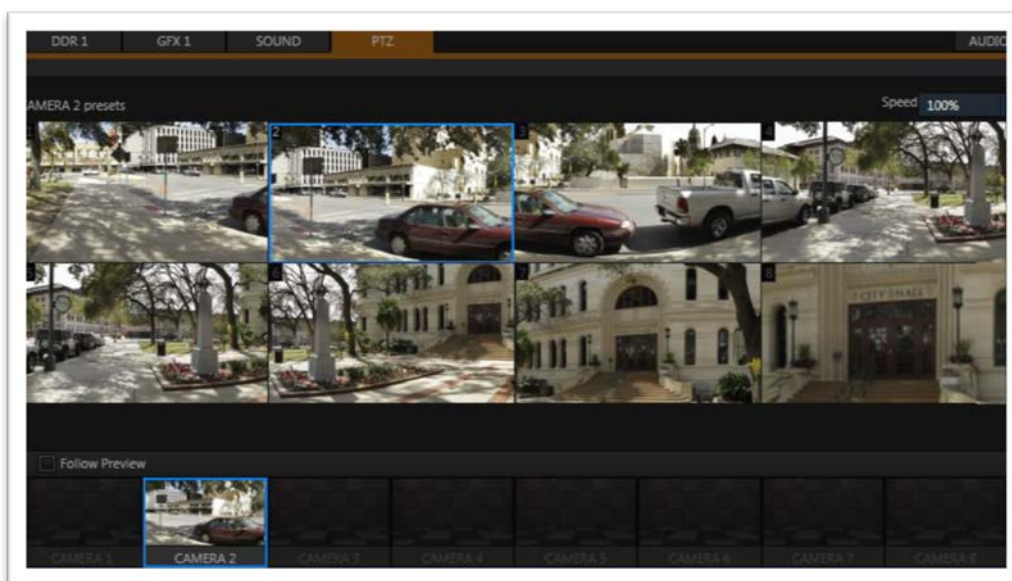 DDR 1 GFX 1 SOUND PTZ AUDIO
AMERA 2 presets Speed 100%
1 2 3 4
5 6 7 8
CITY HALL
Follow Preview
CAMERA 1 CAMERA 2 CAMERA 3 CAMERA 4 CAMERA 5 CAMERA 6 CAMERA 7 CAMERA 8